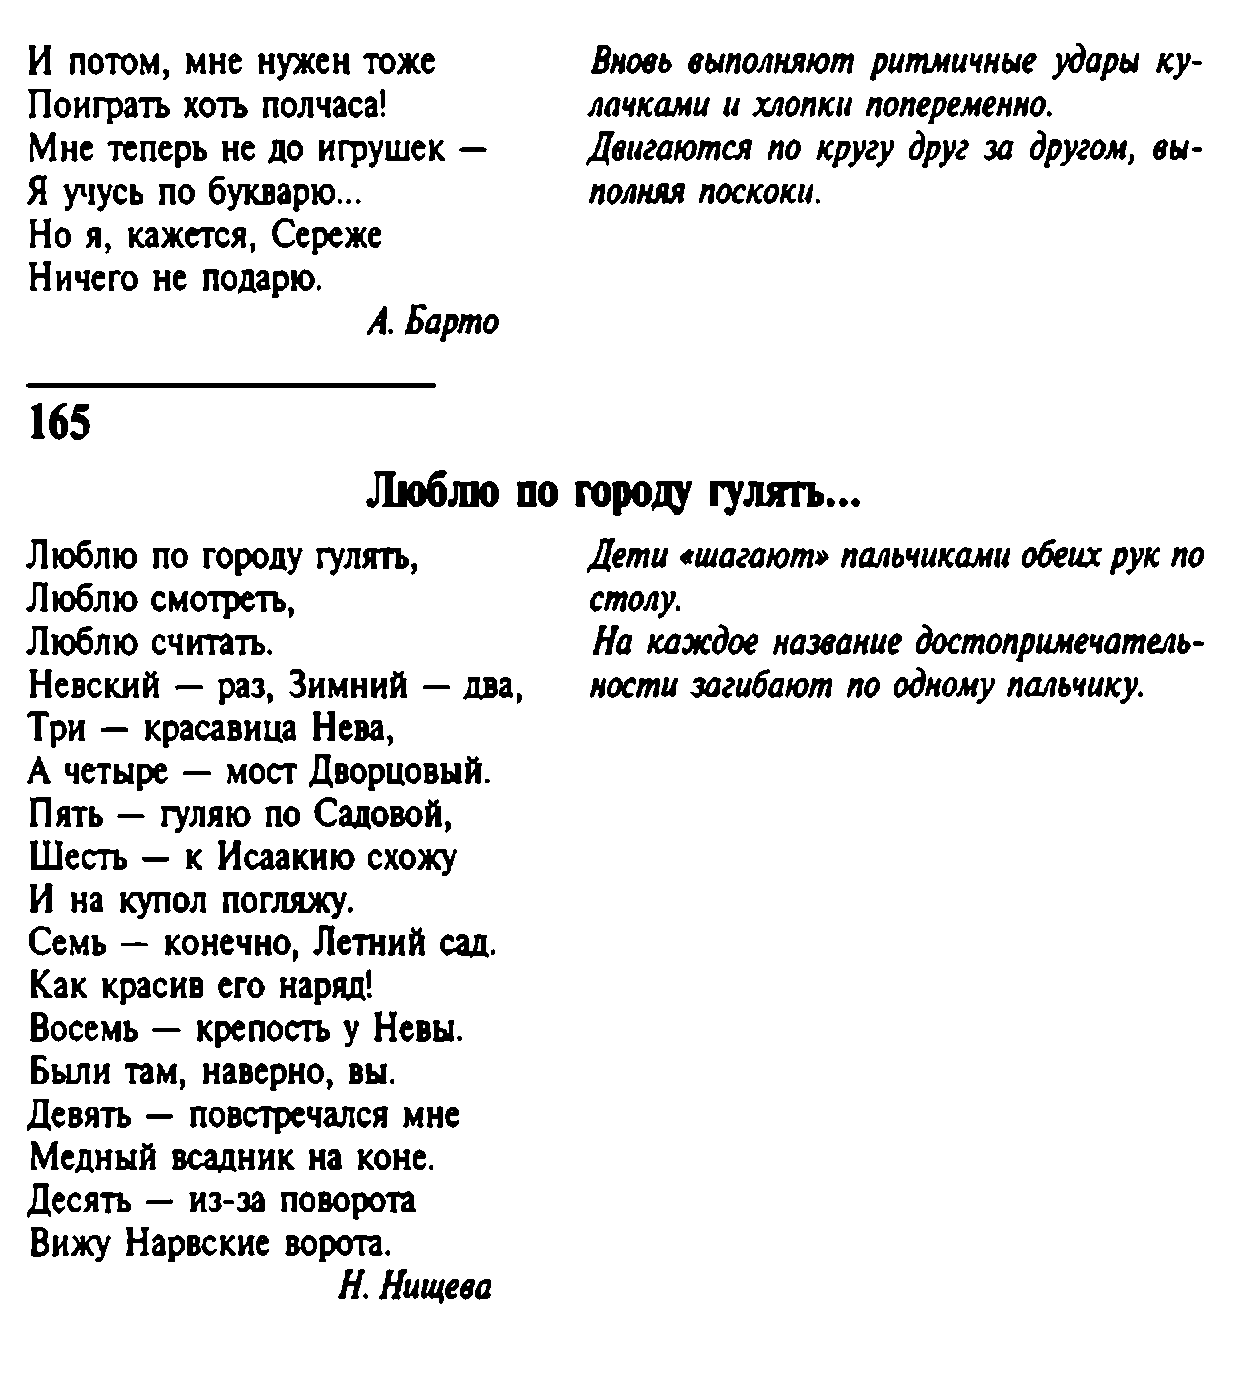 И потом, мне нужен тоже
Поиграть хоть полчаса!
Мне теперь не до игрушек —
Я учусь по букварю...
Но я, кажется, Сереже
Ничего не подарю.
А. Барто
Вновь выполняют ритмичные удары ку-
лачками и хлопки попеременно.
Двигаются по кругу друг за другом, вы-
полняя поскоки.
165
Люблю по городу гулять...
Люблю по городу гулять,
Люблю смотреть,
Люблю считать.
Невский — раз, Зимний — два,
Три — красавица Нева,
А четыре — мост Дворцовый.
Пять — гуляю по Садовой,
Шесть — к Исаакию схожу
И на купол погляжу.
Семь — конечно, Летний сад.
Как красив его наряд!
Восемь — крепость у Невы.
Были там, наверно, вы.
Девять — повстречался мне
Медный всадник на коне.
Десять — из-за поворота
Вижу Нарвские ворота.
Н. Нищева
Дети «шагают» пальчиками обеих рук по
столу.
На каждое название достопримечатель-
ности загибают по одному пальчику.